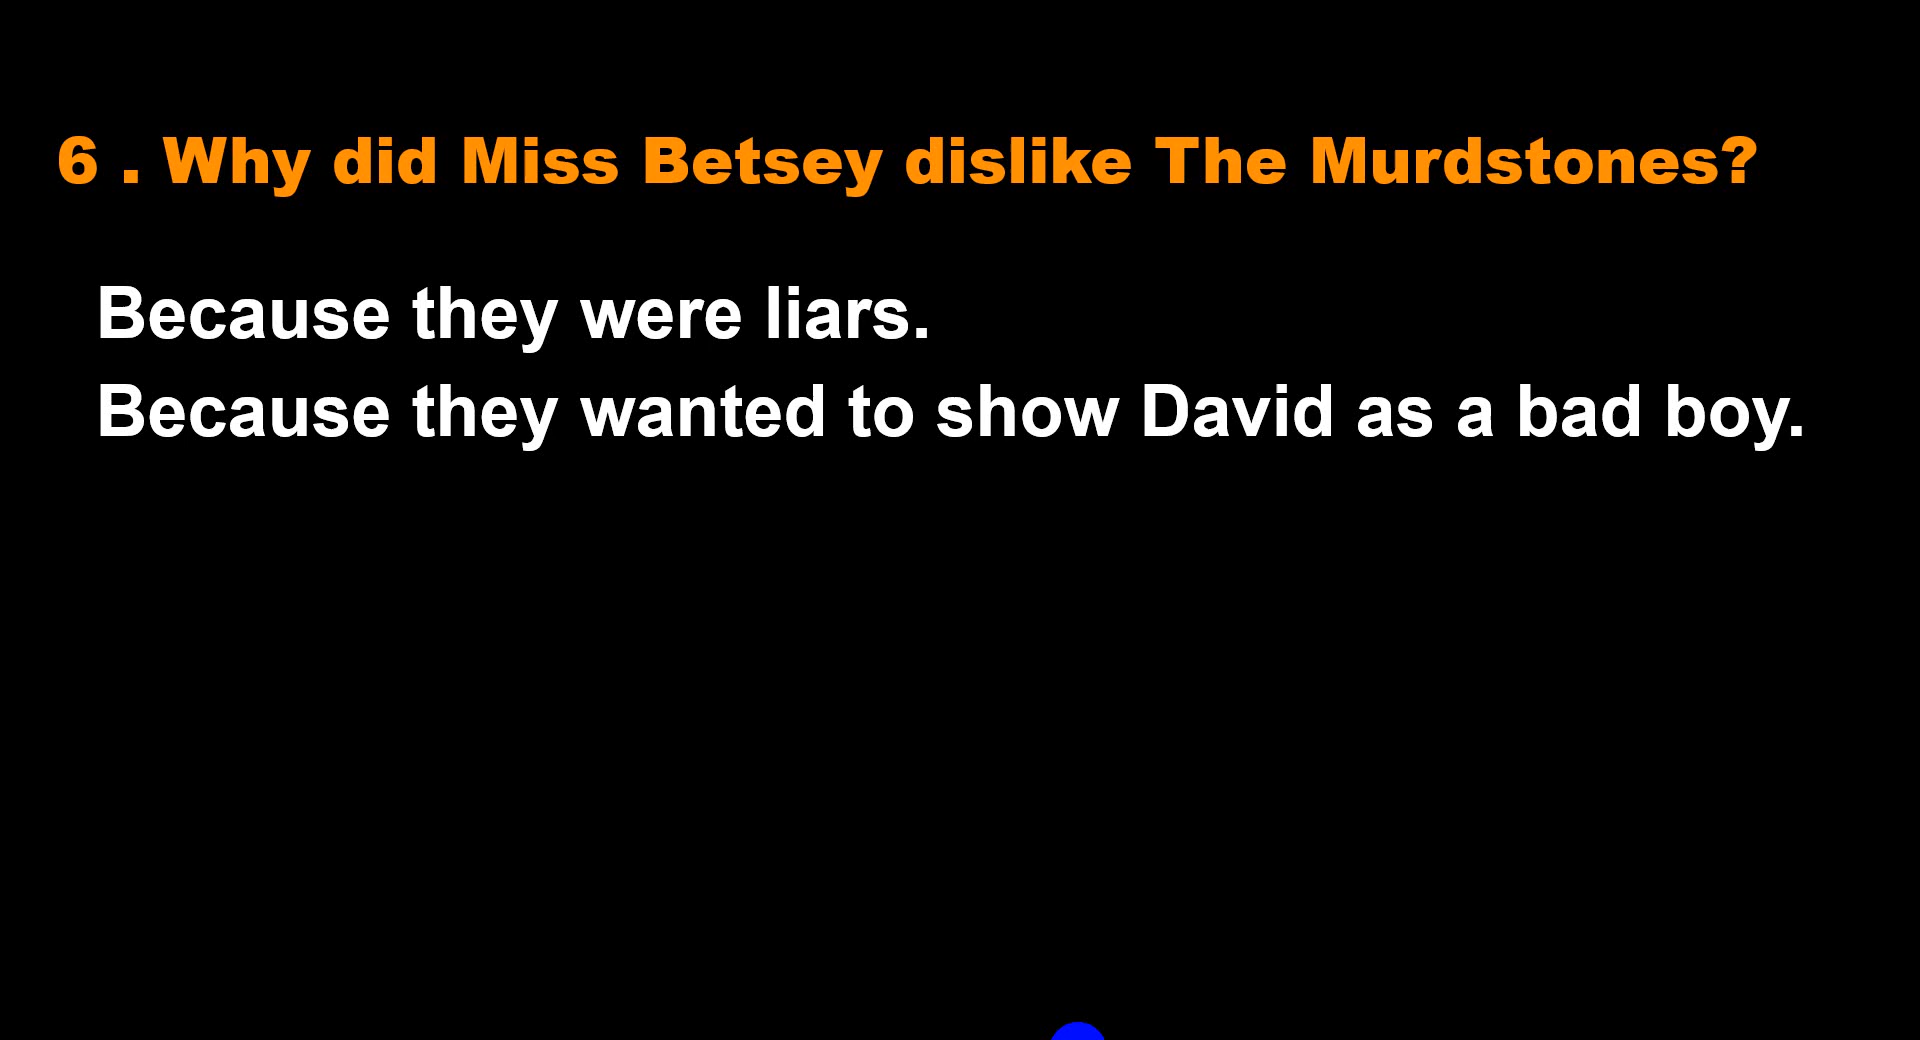 6 . Why did Miss Betsey dislike The Murdstones?
Because they were liars.
Because they wanted to show David as a bad boy.